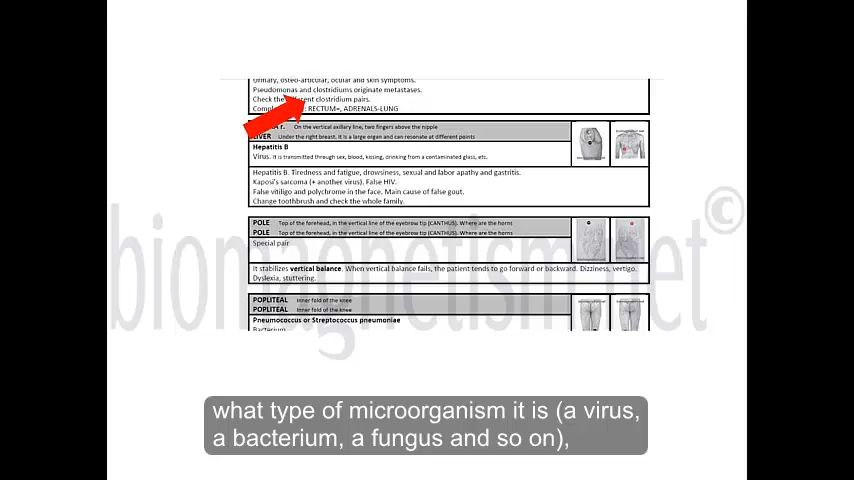 Urinary, osteo-articular, ocular and skin symptoms.
Pseudomonas and clostridiums originate metastases.
Check the clostridium pairs.
RECTUM=, ADRENALS-LUNG
On the vertical axillary line, two fingers above the nipple
LIVER Under the right breast. It is a large organ and can resonate at different points
Hepatitis B
Virus. It is transmitted through sex, blood, kissing, drinking from a contaminated glass, etc.
Hepatitis B. Tiredness and fatigue, drowsiness, sexual and labor apathy and gastritis.
Kaposi's sarcoma (+ another virus). False HIV.
False vitiligo and polychrome in the face. Main cause of false gout.
Change toothbrush and check the whole family.
POLE Top of the forehead, in the vertical line of the eyebrow tip (CANTHUS). Where are the horns
POLE Top of the forehead, in the vertical line of the eyebrow tip (CANTHUS). Where are the horns
Special pair
It stabilizes vertical balance. When vertical balance fails, the patient tends to go forward or backward. Dizziness, vertigo.
Dyslexia, stuttering.
POPLITEAL Inner fold of the knee
POPLITEAL Inner fold of the knee
Pneumococcus or Streptococcus pneumoniae
Bacterium
biomagnetism.net ©
what type of microorganism it is (a virus,
a bacterium, a fungus and so on),